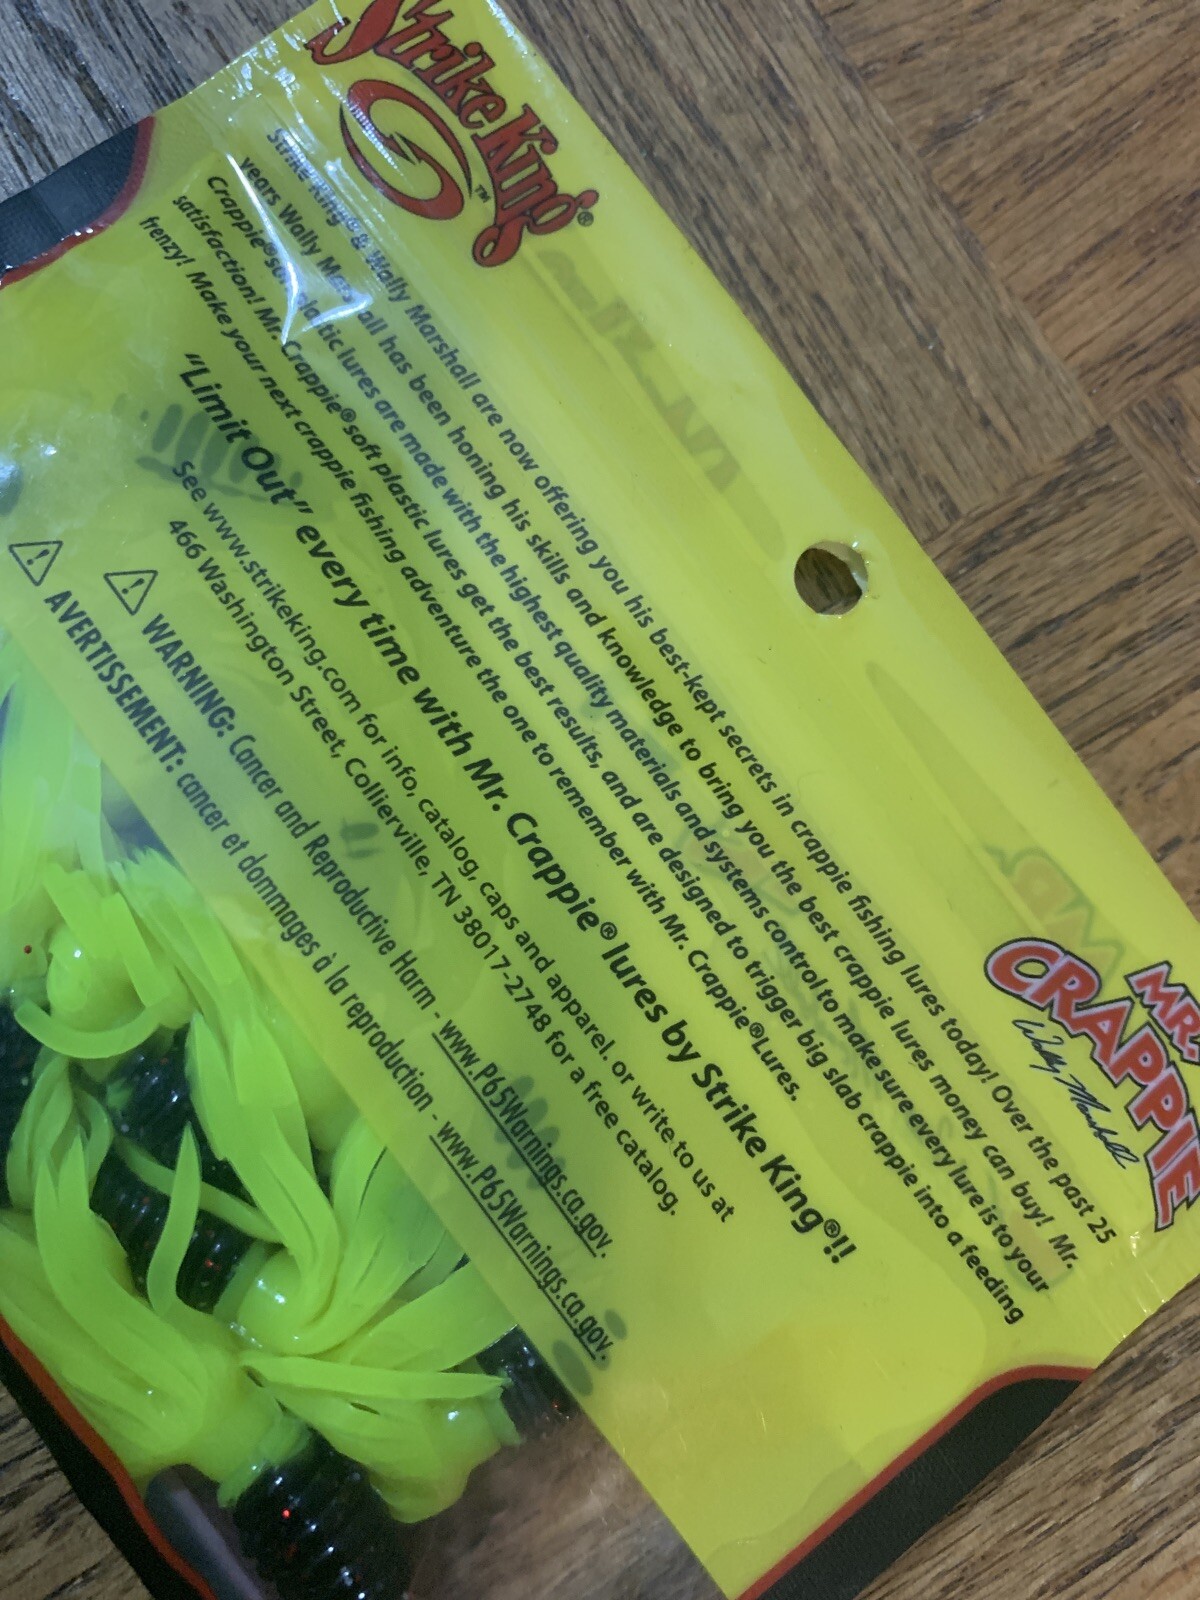 Strike King®
™
MR.
CRAPPIE
Wally Marshall
Strike King® & Wally Marshall are now offering you his best-kept secrets in crappie fishing lures today! Over the past 25
years Wally Marshall has been honing his skills and knowledge to bring you the best crappie lures money can buy! Mr.
Crappie® soft plastic lures are made with the highest quality materials and systems control to make sure every lure is to your
satisfaction! Mr. Crappie® soft plastic lures get the best results, and are designed to trigger big slab crappie into a feeding
frenzy! Make your next crappie fishing adventure the one to remember with Mr. Crappie® Lures.
"Limit Out" every time with Mr. Crappie® lures by Strike King®!!
See www.strikeking.com for info, catalog, caps and apparel. or write to us at
466 Washington Street, Collierville, TN 38017-2748 for a free catalog.
⚠ WARNING: Cancer and Reproductive Harm - www.P65Warnings.ca.gov.
⚠ AVERTISSEMENT: cancer et dommages à la reproduction - www.P65Warnings.ca.gov.